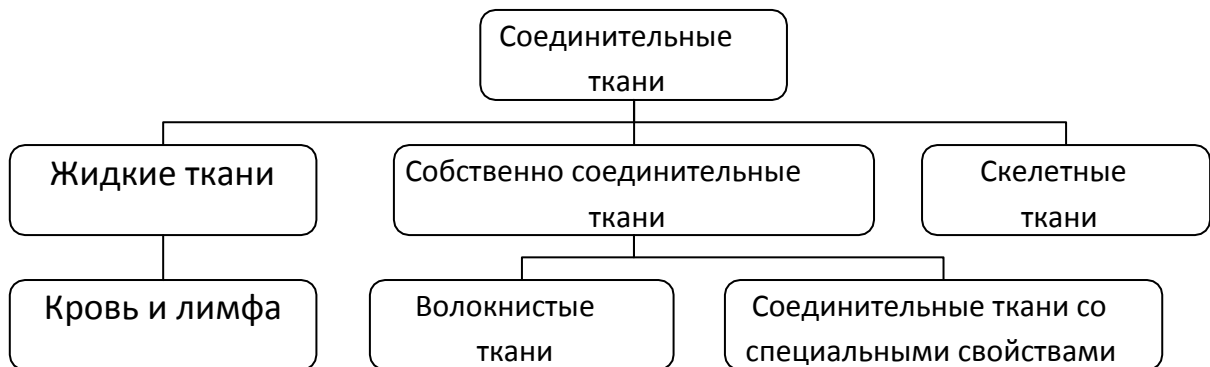 Соединительные
ткани
Жидкие ткани
Собственно соединительные
ткани
Скелетные
ткани
Кровь и лимфа
Волокнистые
ткани
Соединительные ткани со
специальными свойствами